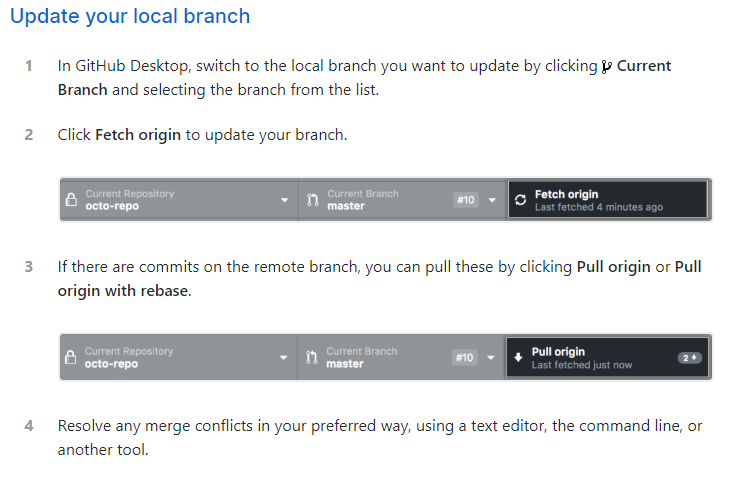 Update your local branch
1 In GitHub Desktop, switch to the local branch you want to update by clicking Current
Branch and selecting the branch from the list.
2 Click Fetch origin to update your branch.
Current Repository
octo-repo
Current Branch
master
#10
Fetch origin
Last fetched 4 minutes ago
3 If there are commits on the remote branch, you can pull these by clicking Pull origin or Pull
origin with rebase.
Current Repository
octo-repo
Current Branch
master
#10
Pull origin
Last fetched just now
2
4 Resolve any merge conflicts in your preferred way, using a text editor, the command line, or
another tool.